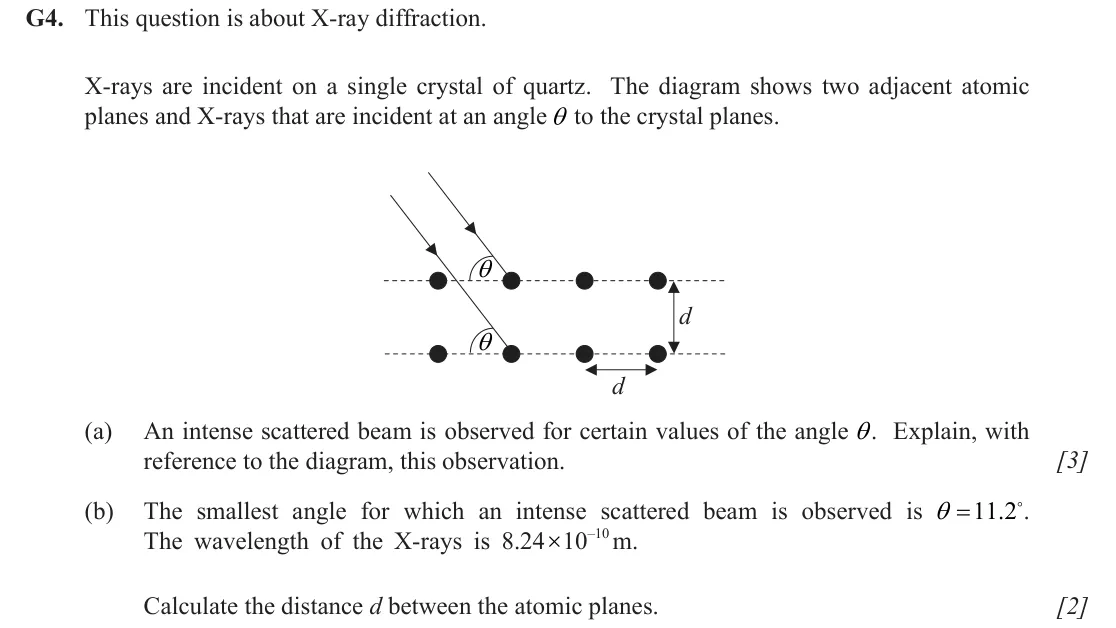 G4. This question is about X-ray diffraction.
X-rays are incident on a single crystal of quartz. The diagram shows two adjacent atomic
planes and X-rays that are incident at an angle θ to the crystal planes.
θ
d
θ
d
(a) An intense scattered beam is observed for certain values of the angle θ. Explain, with
reference to the diagram, this observation. [3]
(b) The smallest angle for which an intense scattered beam is observed is θ = 11.2°.
The wavelength of the X-rays is 8.24×10⁻¹⁰ m.
Calculate the distance d between the atomic planes. [2]